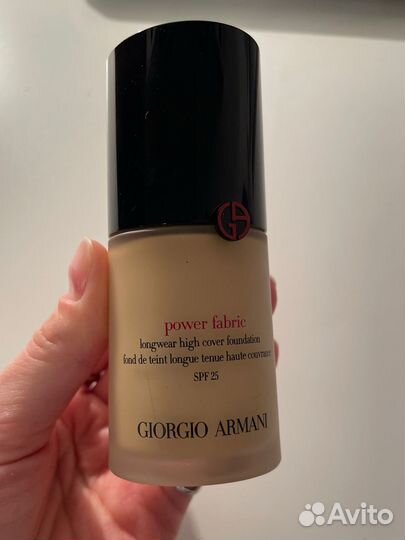 GA
power fabric
longwear high cover foundation
fond de teint longue tenue haute couvrance
SPF 25
GIORGIO ARMANI
Avito